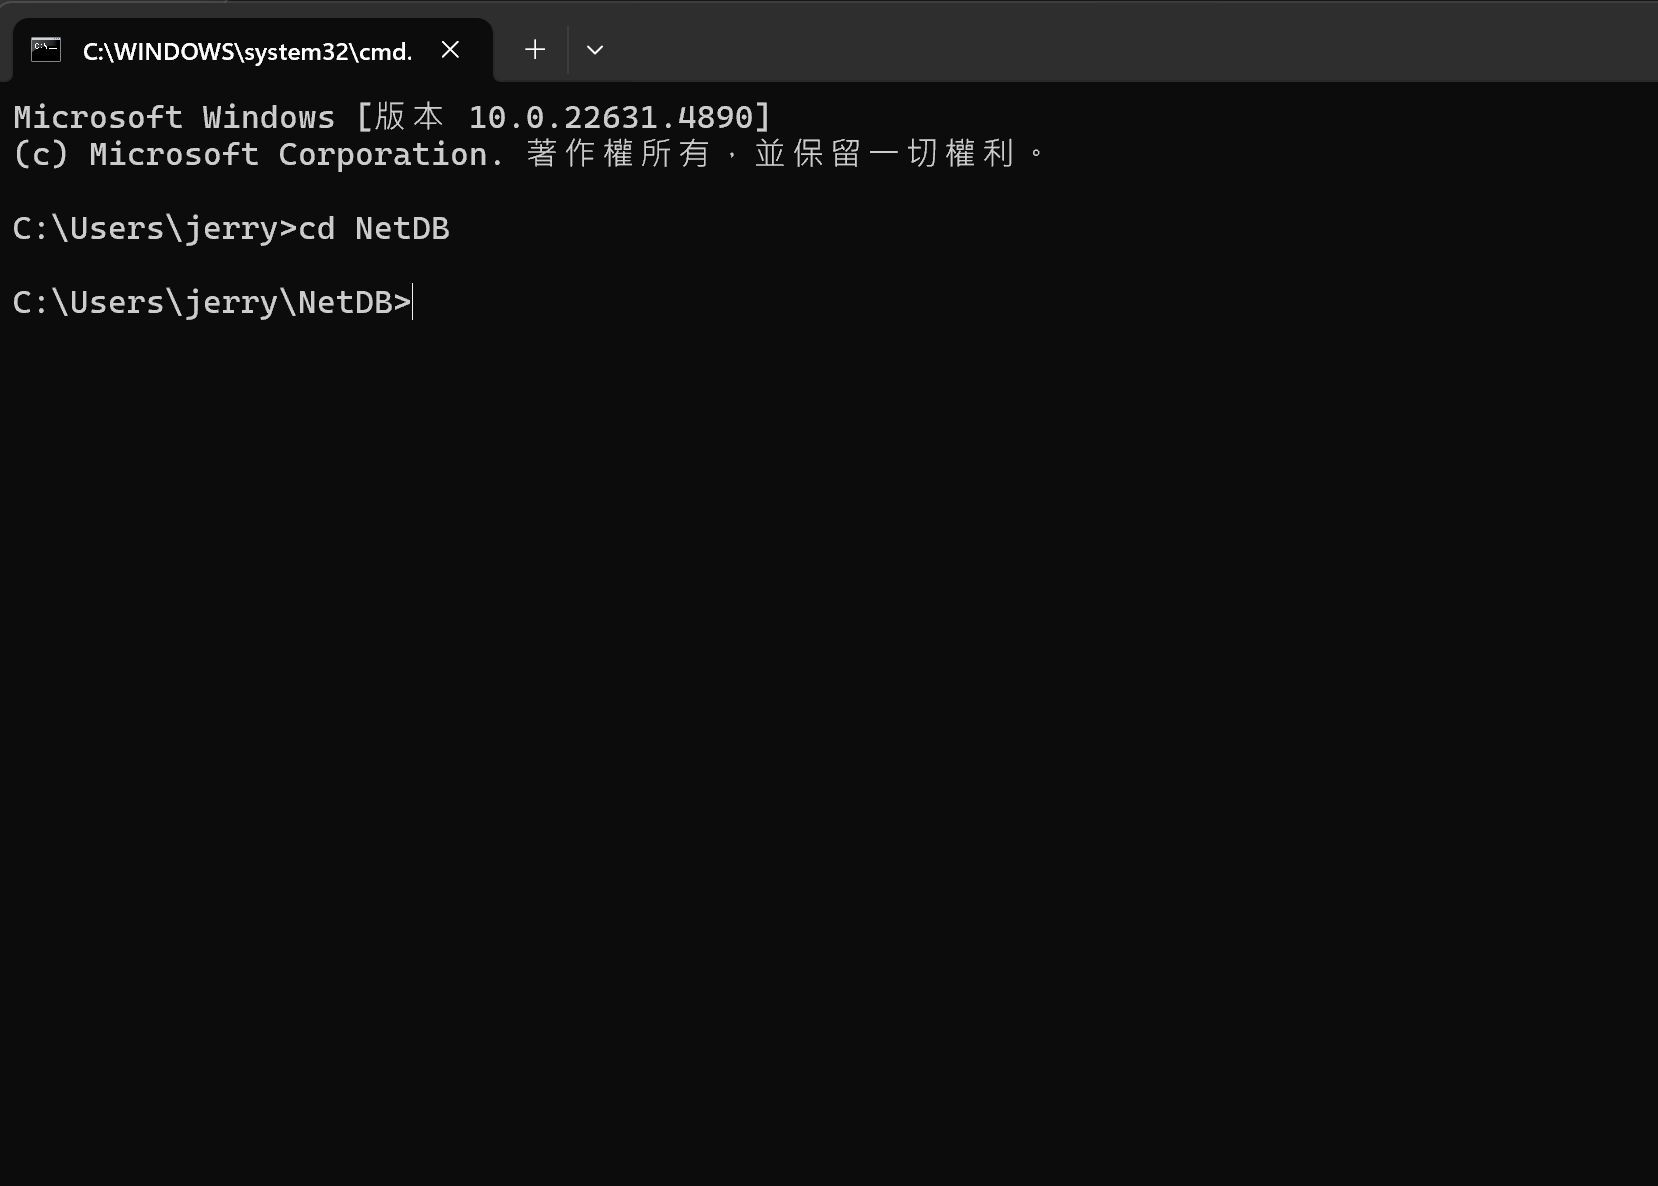 C:\WINDOWS\system32\cmd.
Microsoft Windows [版本 10.0.22631.4890]
(c) Microsoft Corporation. 著作權所有，並保留一切權利。
C:\Users\jerry>cd NetDB
C:\Users\jerry\NetDB>